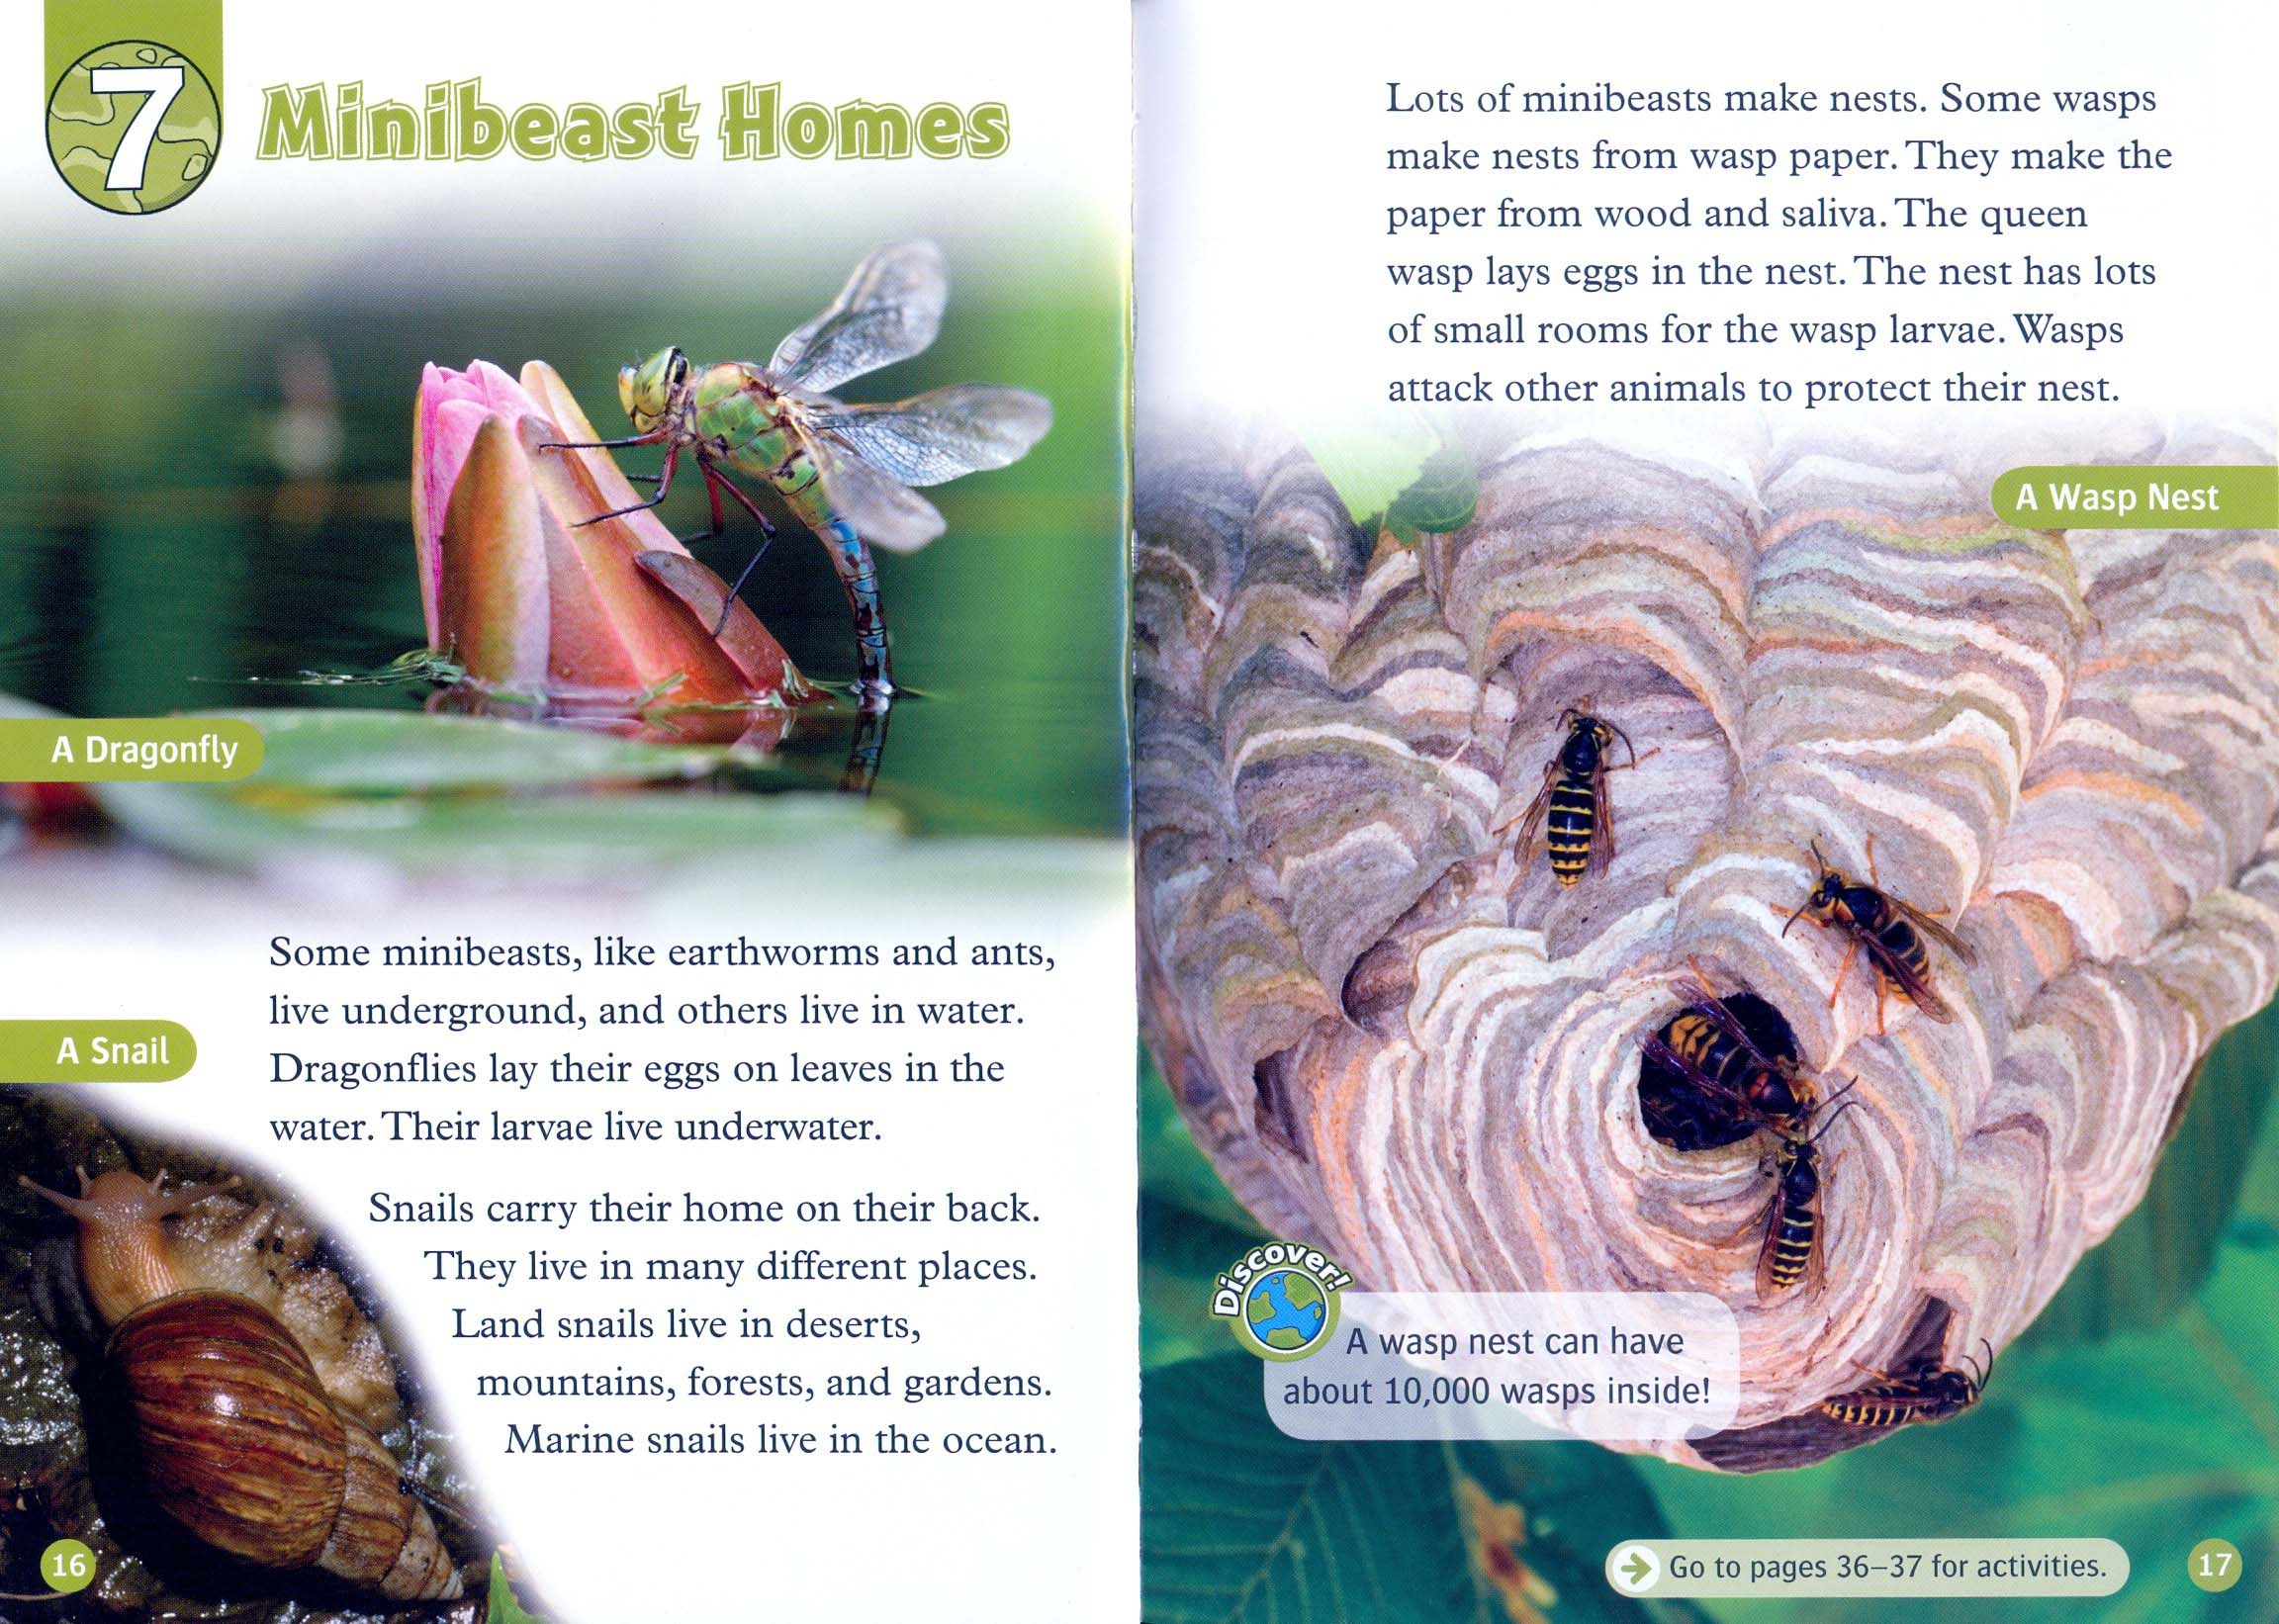 7
Minibeast Homes
A Dragonfly
Some minibeasts, like earthworms and ants,
live underground, and others live in water.
Dragonflies lay their eggs on leaves in the
water. Their larvae live underwater.
A Snail
Snails carry their home on their back.
They live in many different places.
Land snails live in deserts,
mountains, forests, and gardens.
Marine snails live in the ocean.
16
Lots of minibeasts make nests. Some wasps
make nests from wasp paper. They make the
paper from wood and saliva. The queen
wasp lays eggs in the nest. The nest has lots
of small rooms for the wasp larvae. Wasps
attack other animals to protect their nest.
A Wasp Nest
Discover!
A wasp nest can have
about 10,000 wasps inside!
Go to pages 36–37 for activities.
17